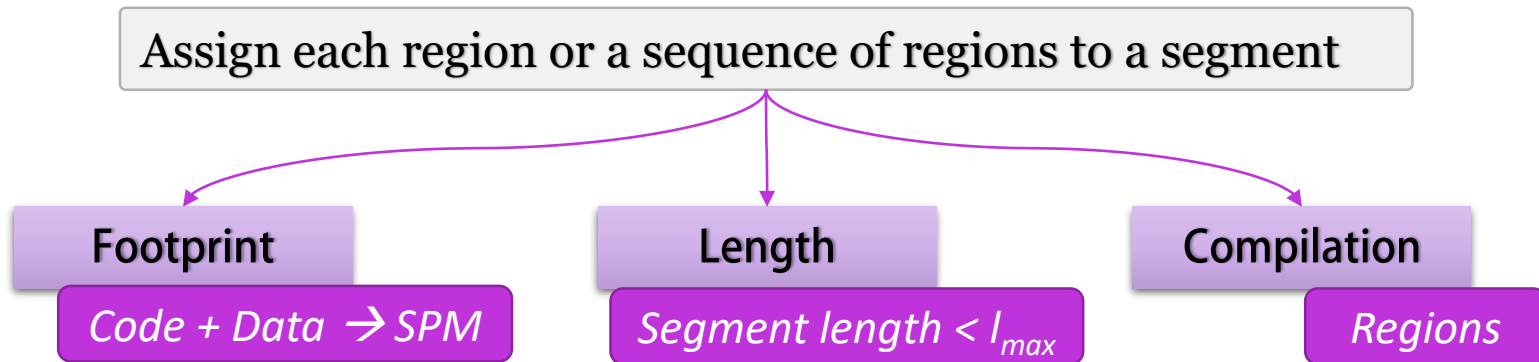 Assign each region or a sequence of regions to a segment
Footprint
Code + Data → SPM
Length
Segment length < lmax
Compilation
Regions